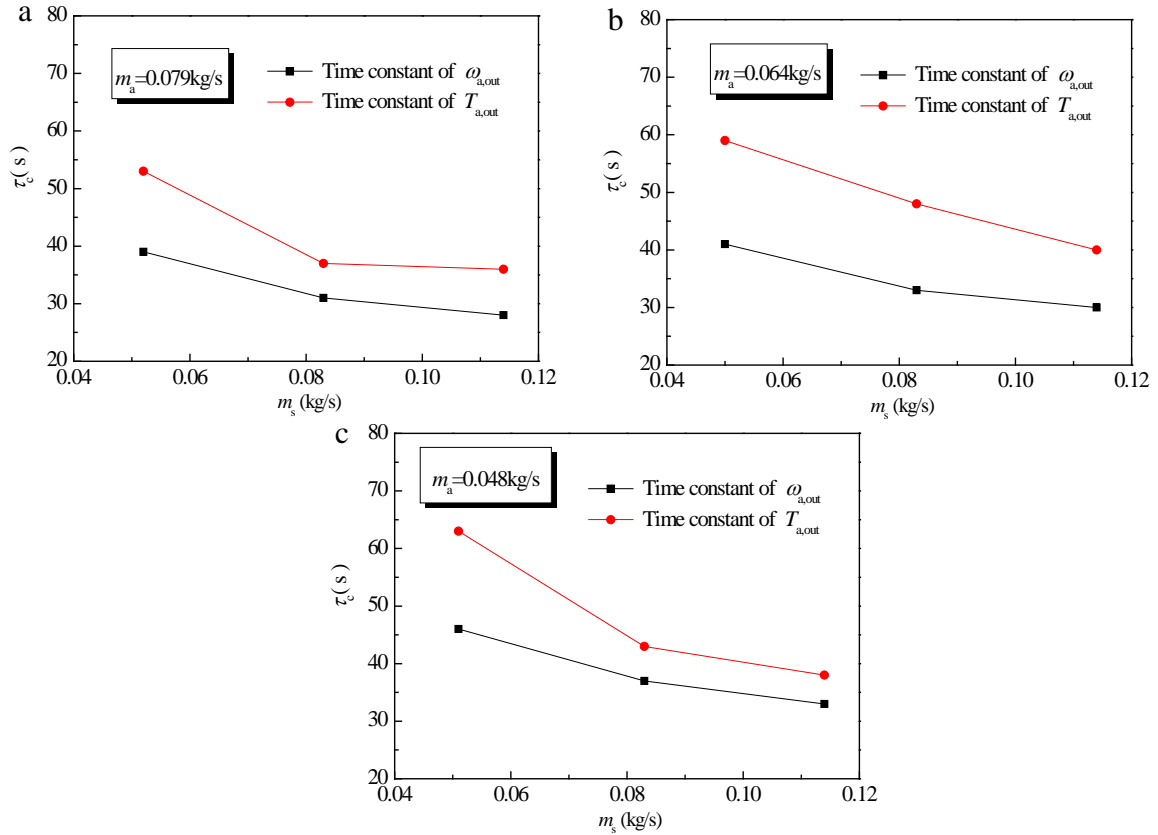 a
80
70
60
50
40
30
20
0.04
0.06
0.08
0.10
0.12
τc(s)
ms(kg/s)
ma=0.079kg/s
Time constant of ωa,out
Time constant of Ta,out
b
80
70
60
50
40
30
20
0.04
0.06
0.08
0.10
0.12
τc(s)
ms(kg/s)
ma=0.064kg/s
Time constant of ωa,out
Time constant of Ta,out
c
80
70
60
50
40
30
20
0.04
0.06
0.08
0.10
0.12
τc(s)
ms(kg/s)
ma=0.048kg/s
Time constant of ωa,out
Time constant of Ta,out